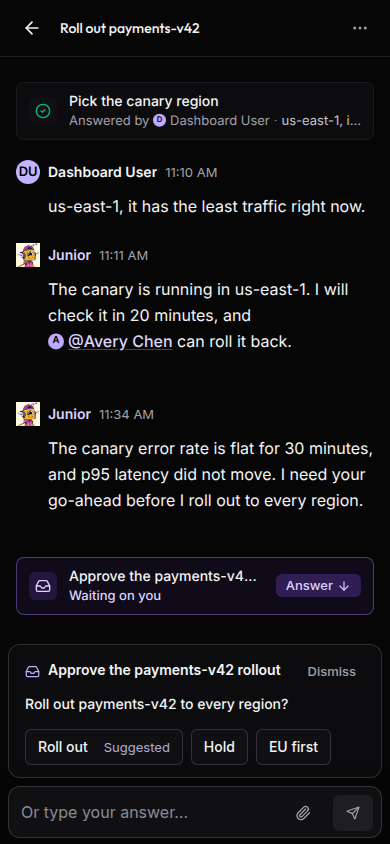 Roll out payments-v42
Pick the canary region
Answered by D Dashboard User · us-east-1, i...
DU Dashboard User 11:10 AM
us-east-1, it has the least traffic right now.
Junior 11:11 AM
The canary is running in us-east-1. I will
check it in 20 minutes, and
A @Avery Chen can roll it back.
Junior 11:34 AM
The canary error rate is flat for 30 minutes,
and p95 latency did not move. I need your
go-ahead before I roll out to every region.
Approve the payments-v4...
Waiting on you
Answer ↓
Approve the payments-v42 rollout
Dismiss
Roll out payments-v42 to every region?
Roll out Suggested
Hold
EU first
Or type your answer...